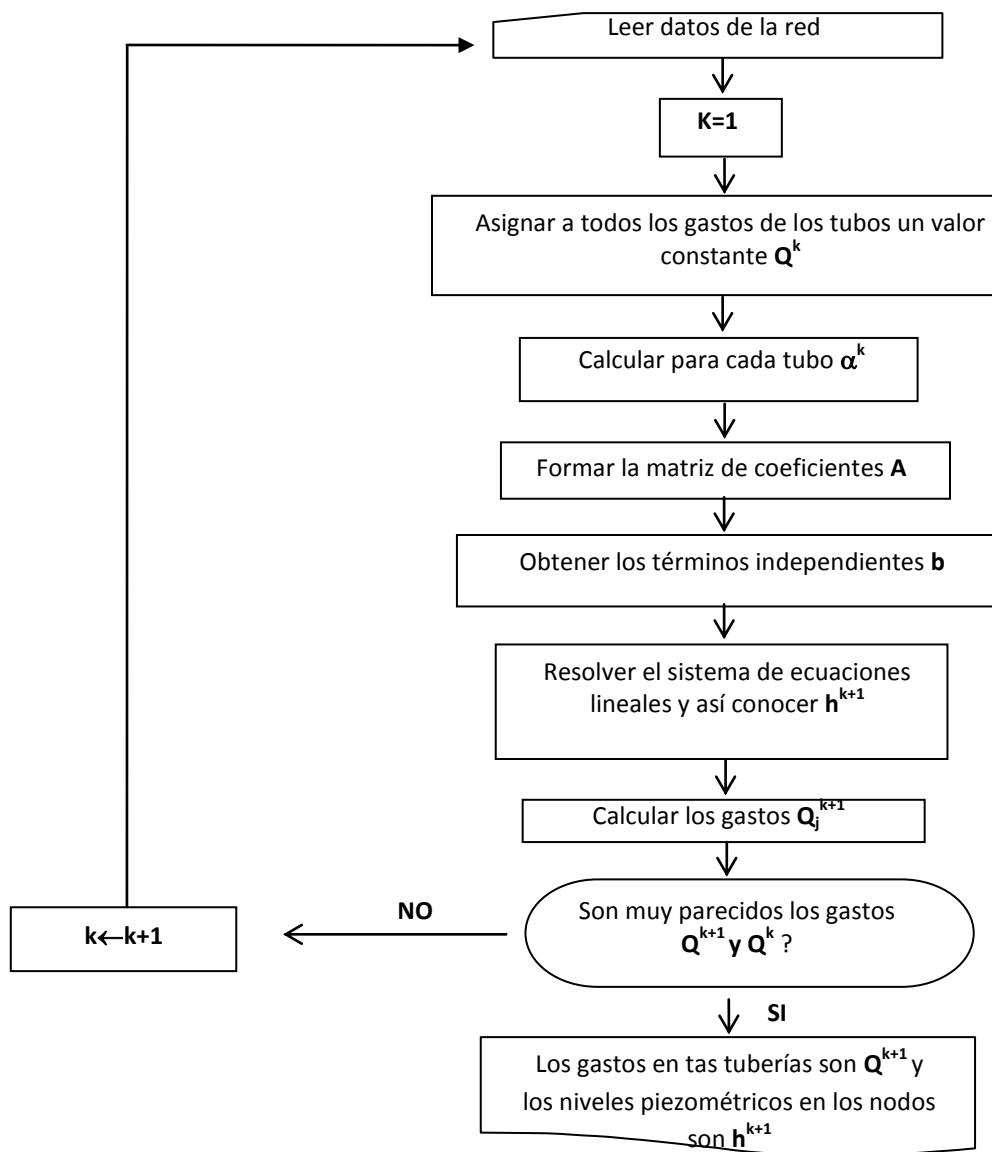 Leer datos de la red
K=1
Asignar a todos los gastos de los tubos un valor
constante Q^k
Calcular para cada tubo α^k
Formar la matriz de coeficientes A
Obtener los términos independientes b
Resolver el sistema de ecuaciones
lineales y así conocer h^k+1
Calcular los gastos Q_j^k+1
Son muy parecidos los gastos
Q^k+1 y Q^k ?
NO
k←k+1
SI
Los gastos en tas tuberías son Q^k+1 y
los niveles piezométricos en los nodos
son h^k+1